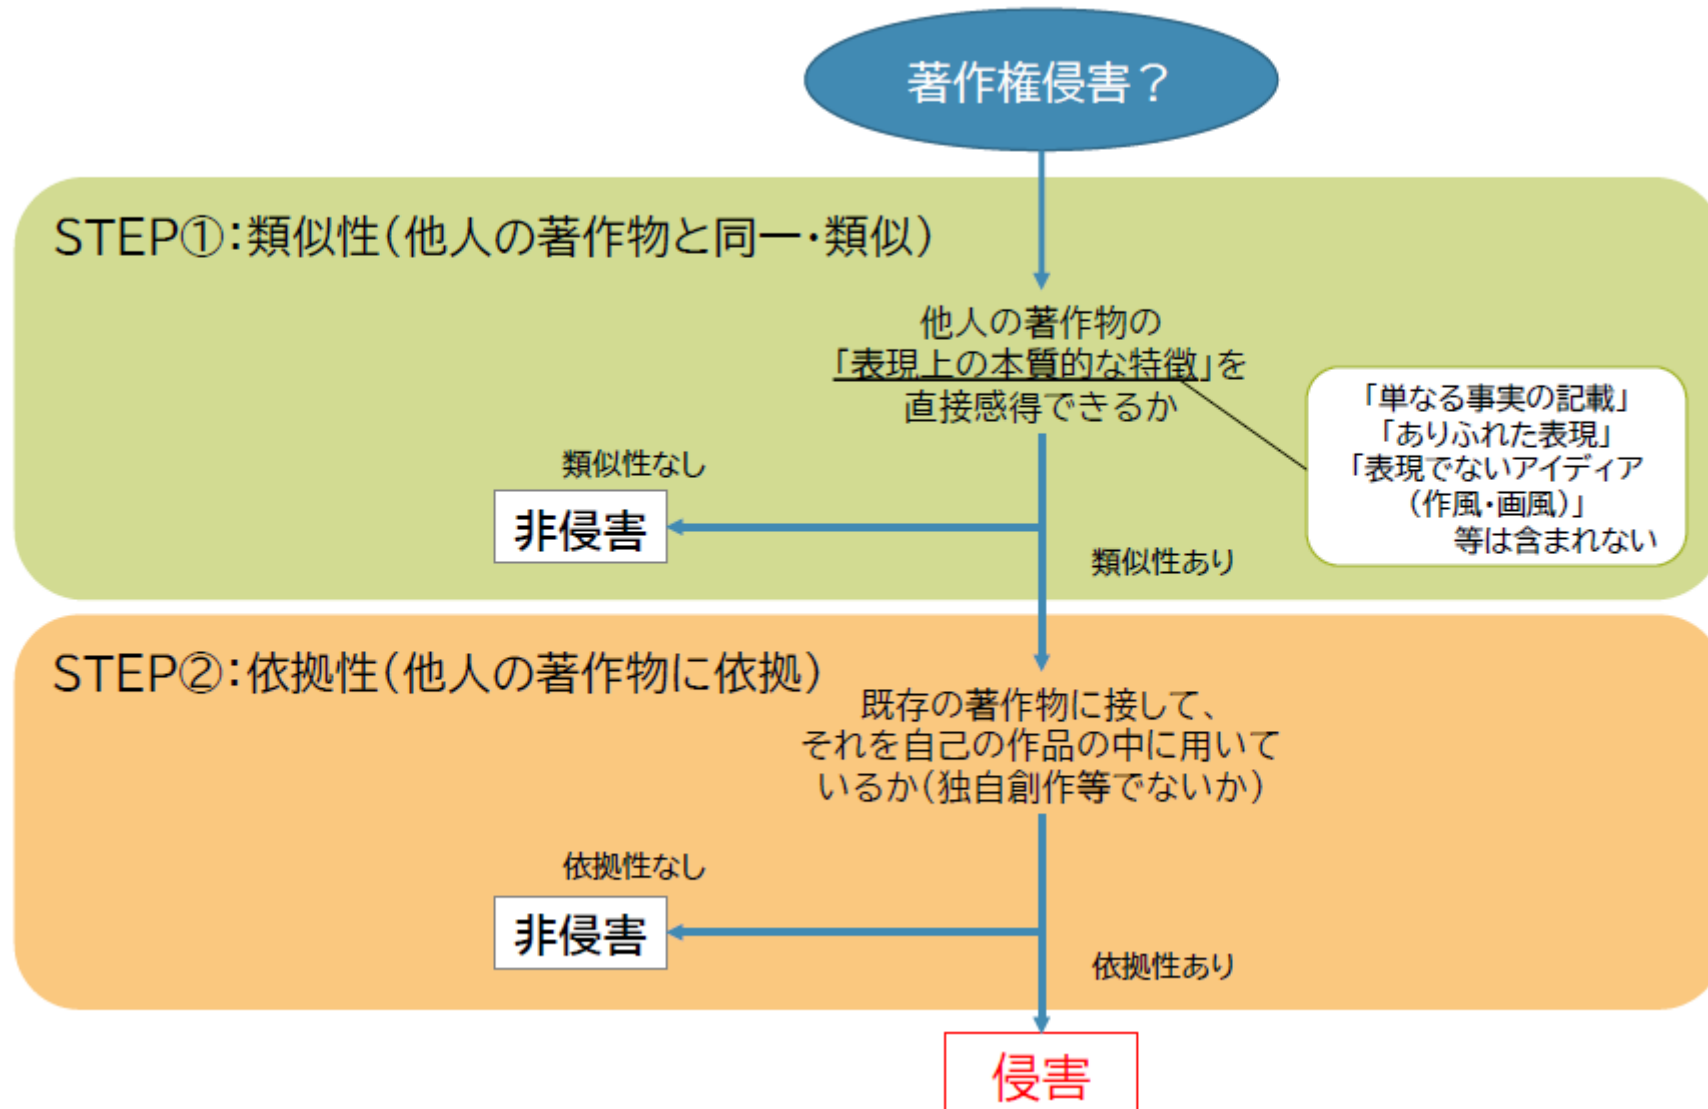 著作権侵害？
STEP①：類似性（他人の著作物と同一・類似）
他人の著作物の
「表現上の本質的な特徴」を
直接感得できるか
「単なる事実の記載」
「ありふれた表現」
「表現でないアイディア
（作風・画風）」
等は含まれない
類似性なし
非侵害
類似性あり
STEP②：依拠性（他人の著作物に依拠）
既存の著作物に接して、
それを自己の作品の中に用いて
いるか（独自創作等でないか）
依拠性なし
非侵害
依拠性あり
侵害